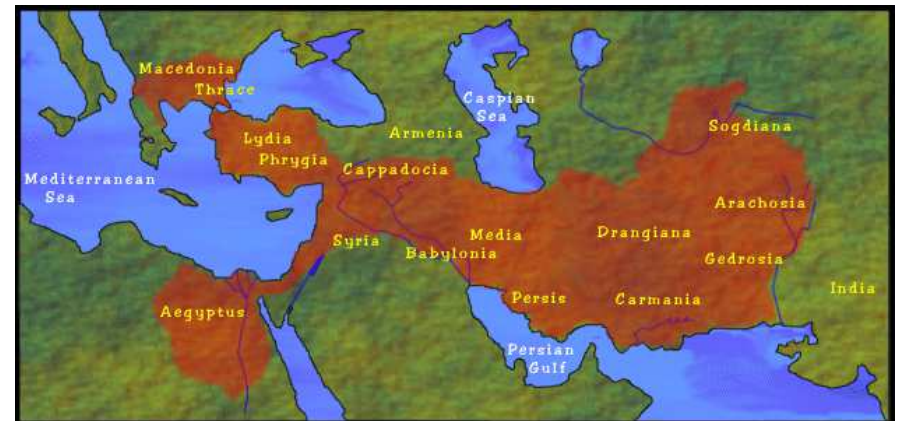 Macedonia
Thrace
Caspian
Sea
Sogdiana
Armenia
Lydia
Phrygia
Cappadocia
Mediterranean
Sea
Arachosia
Drangiana
Media
Syria
Babylonia
Gedrosia
India
Persis
Carmania
Aegyptus
Persian
Gulf